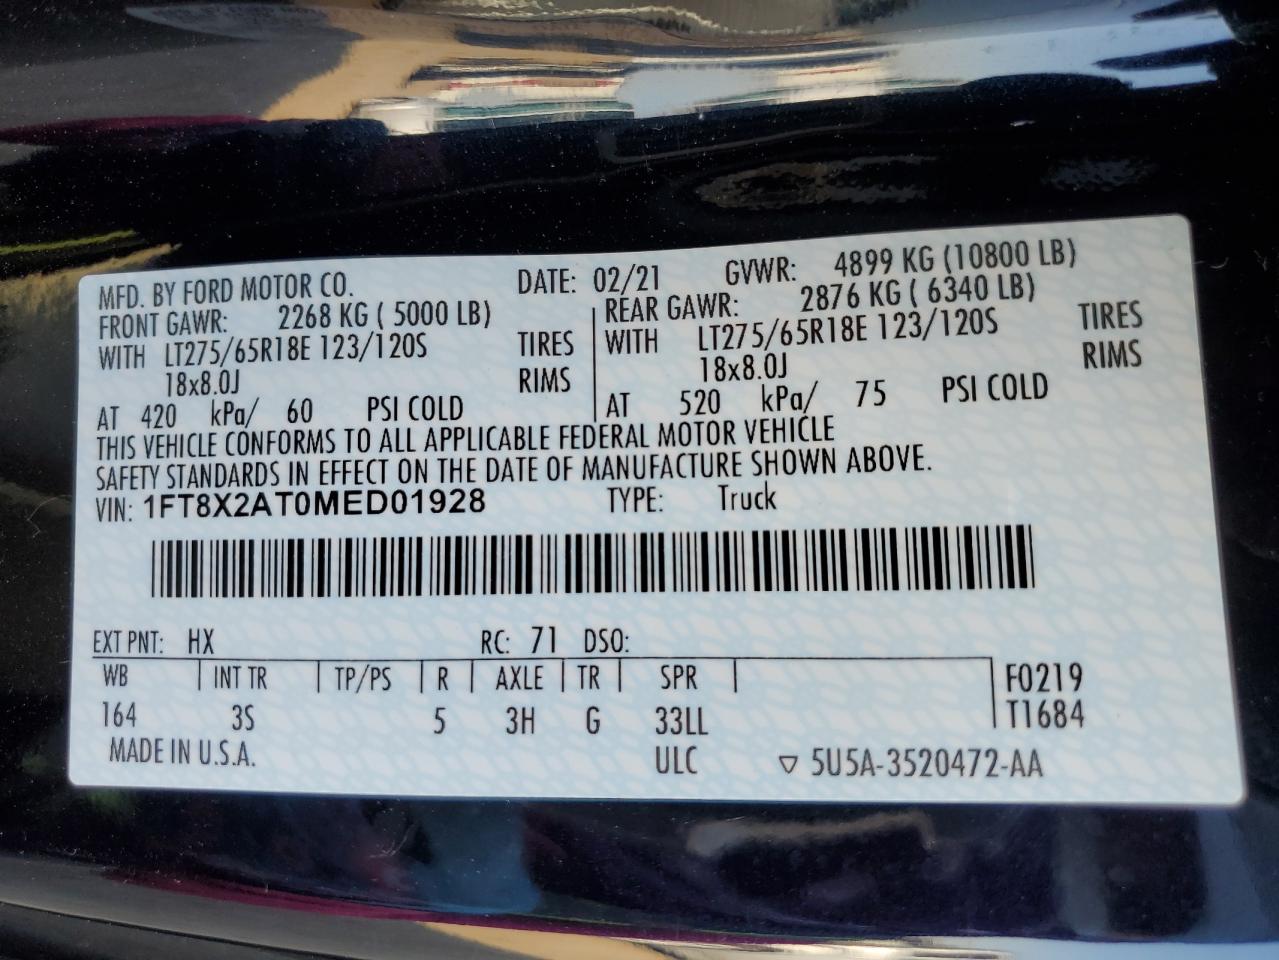 MFD. BY FORD MOTOR CO. DATE: 02/21 GVWR: 4899 KG (10800 LB)
FRONT GAWR: 2268 KG ( 5000 LB) REAR GAWR: 2876 KG ( 6340 LB)
WITH LT275/65R18E 123/120S TIRES WITH LT275/65R18E 123/120S TIRES
18x8.0J RIMS 18x8.0J RIMS
AT 420 kPa/ 60 PSI COLD AT 520 kPa/ 75 PSI COLD
THIS VEHICLE CONFORMS TO ALL APPLICABLE FEDERAL MOTOR VEHICLE
SAFETY STANDARDS IN EFFECT ON THE DATE OF MANUFACTURE SHOWN ABOVE.
VIN: 1FT8X2AT0MED01928 TYPE: Truck
EXT PNT: HX RC: 71 DSO:
WB INT TR TP/PS R AXLE TR SPR F0219
164 3S 5 3H G 33LL T1684
MADE IN U.S.A. ULC ▽ 5U5A-3520472-AA